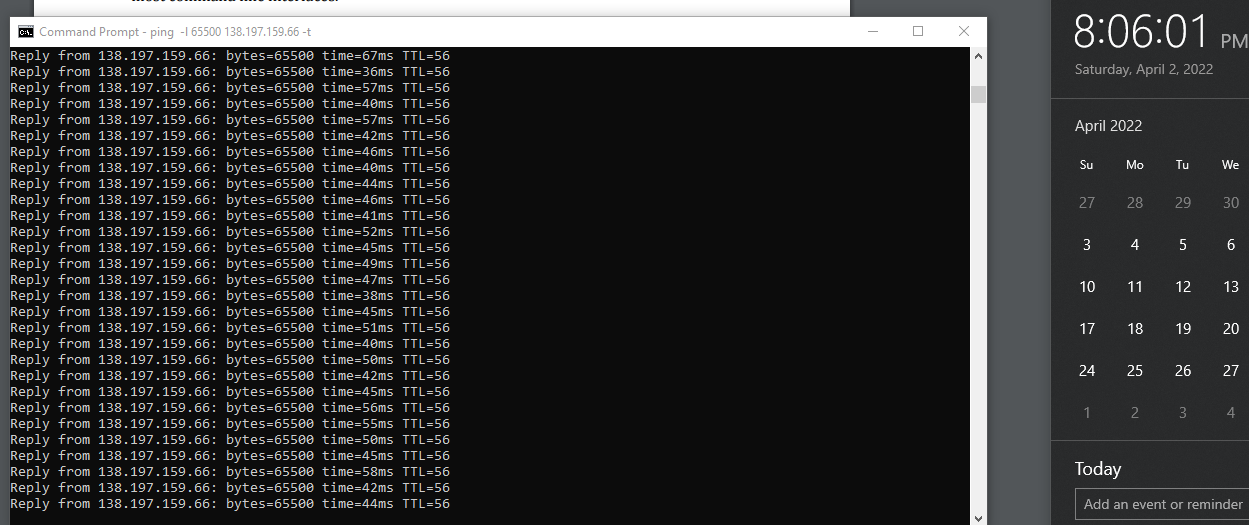 most command line interfaces.
Command Prompt - ping -l 65500 138.197.159.66 -t
Reply from 138.197.159.66: bytes=65500 time=67ms TTL=56
Reply from 138.197.159.66: bytes=65500 time=36ms TTL=56
Reply from 138.197.159.66: bytes=65500 time=57ms TTL=56
Reply from 138.197.159.66: bytes=65500 time=40ms TTL=56
Reply from 138.197.159.66: bytes=65500 time=57ms TTL=56
Reply from 138.197.159.66: bytes=65500 time=42ms TTL=56
Reply from 138.197.159.66: bytes=65500 time=46ms TTL=56
Reply from 138.197.159.66: bytes=65500 time=40ms TTL=56
Reply from 138.197.159.66: bytes=65500 time=44ms TTL=56
Reply from 138.197.159.66: bytes=65500 time=46ms TTL=56
Reply from 138.197.159.66: bytes=65500 time=41ms TTL=56
Reply from 138.197.159.66: bytes=65500 time=52ms TTL=56
Reply from 138.197.159.66: bytes=65500 time=45ms TTL=56
Reply from 138.197.159.66: bytes=65500 time=49ms TTL=56
Reply from 138.197.159.66: bytes=65500 time=47ms TTL=56
Reply from 138.197.159.66: bytes=65500 time=38ms TTL=56
Reply from 138.197.159.66: bytes=65500 time=45ms TTL=56
Reply from 138.197.159.66: bytes=65500 time=51ms TTL=56
Reply from 138.197.159.66: bytes=65500 time=40ms TTL=56
Reply from 138.197.159.66: bytes=65500 time=50ms TTL=56
Reply from 138.197.159.66: bytes=65500 time=42ms TTL=56
Reply from 138.197.159.66: bytes=65500 time=45ms TTL=56
Reply from 138.197.159.66: bytes=65500 time=56ms TTL=56
Reply from 138.197.159.66: bytes=65500 time=55ms TTL=56
Reply from 138.197.159.66: bytes=65500 time=50ms TTL=56
Reply from 138.197.159.66: bytes=65500 time=45ms TTL=56
Reply from 138.197.159.66: bytes=65500 time=58ms TTL=56
Reply from 138.197.159.66: bytes=65500 time=42ms TTL=56
Reply from 138.197.159.66: bytes=65500 time=44ms TTL=56
8:06:01 PM
Saturday, April 2, 2022
April 2022
Su Mo Tu We
27 28 29 30
3 4 5 6
10 11 12 13
17 18 19 20
24 25 26 27
1 2 3 4
Today
Add an event or reminder